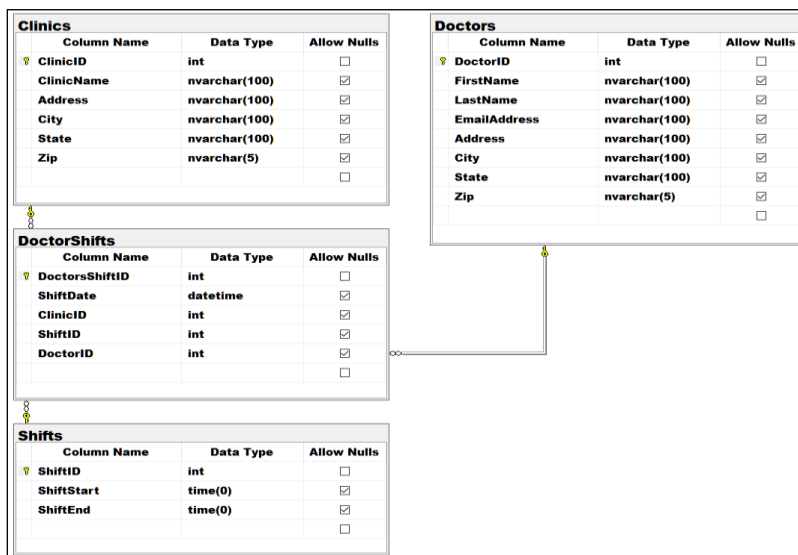 Clinics
Column Name Data Type Allow Nulls
ClinicID int
ClinicName nvarchar(100)
Address nvarchar(100)
City nvarchar(100)
State nvarchar(100)
Zip nvarchar(5)
Doctors
Column Name Data Type Allow Nulls
DoctorID int
FirstName nvarchar(100)
LastName nvarchar(100)
EmailAddress nvarchar(100)
Address nvarchar(100)
City nvarchar(100)
State nvarchar(100)
Zip nvarchar(5)
DoctorShifts
Column Name Data Type Allow Nulls
DoctorsShiftID int
ShiftDate datetime
ClinicID int
ShiftID int
DoctorID int
Shifts
Column Name Data Type Allow Nulls
ShiftID int
ShiftStart time(0)
ShiftEnd time(0)